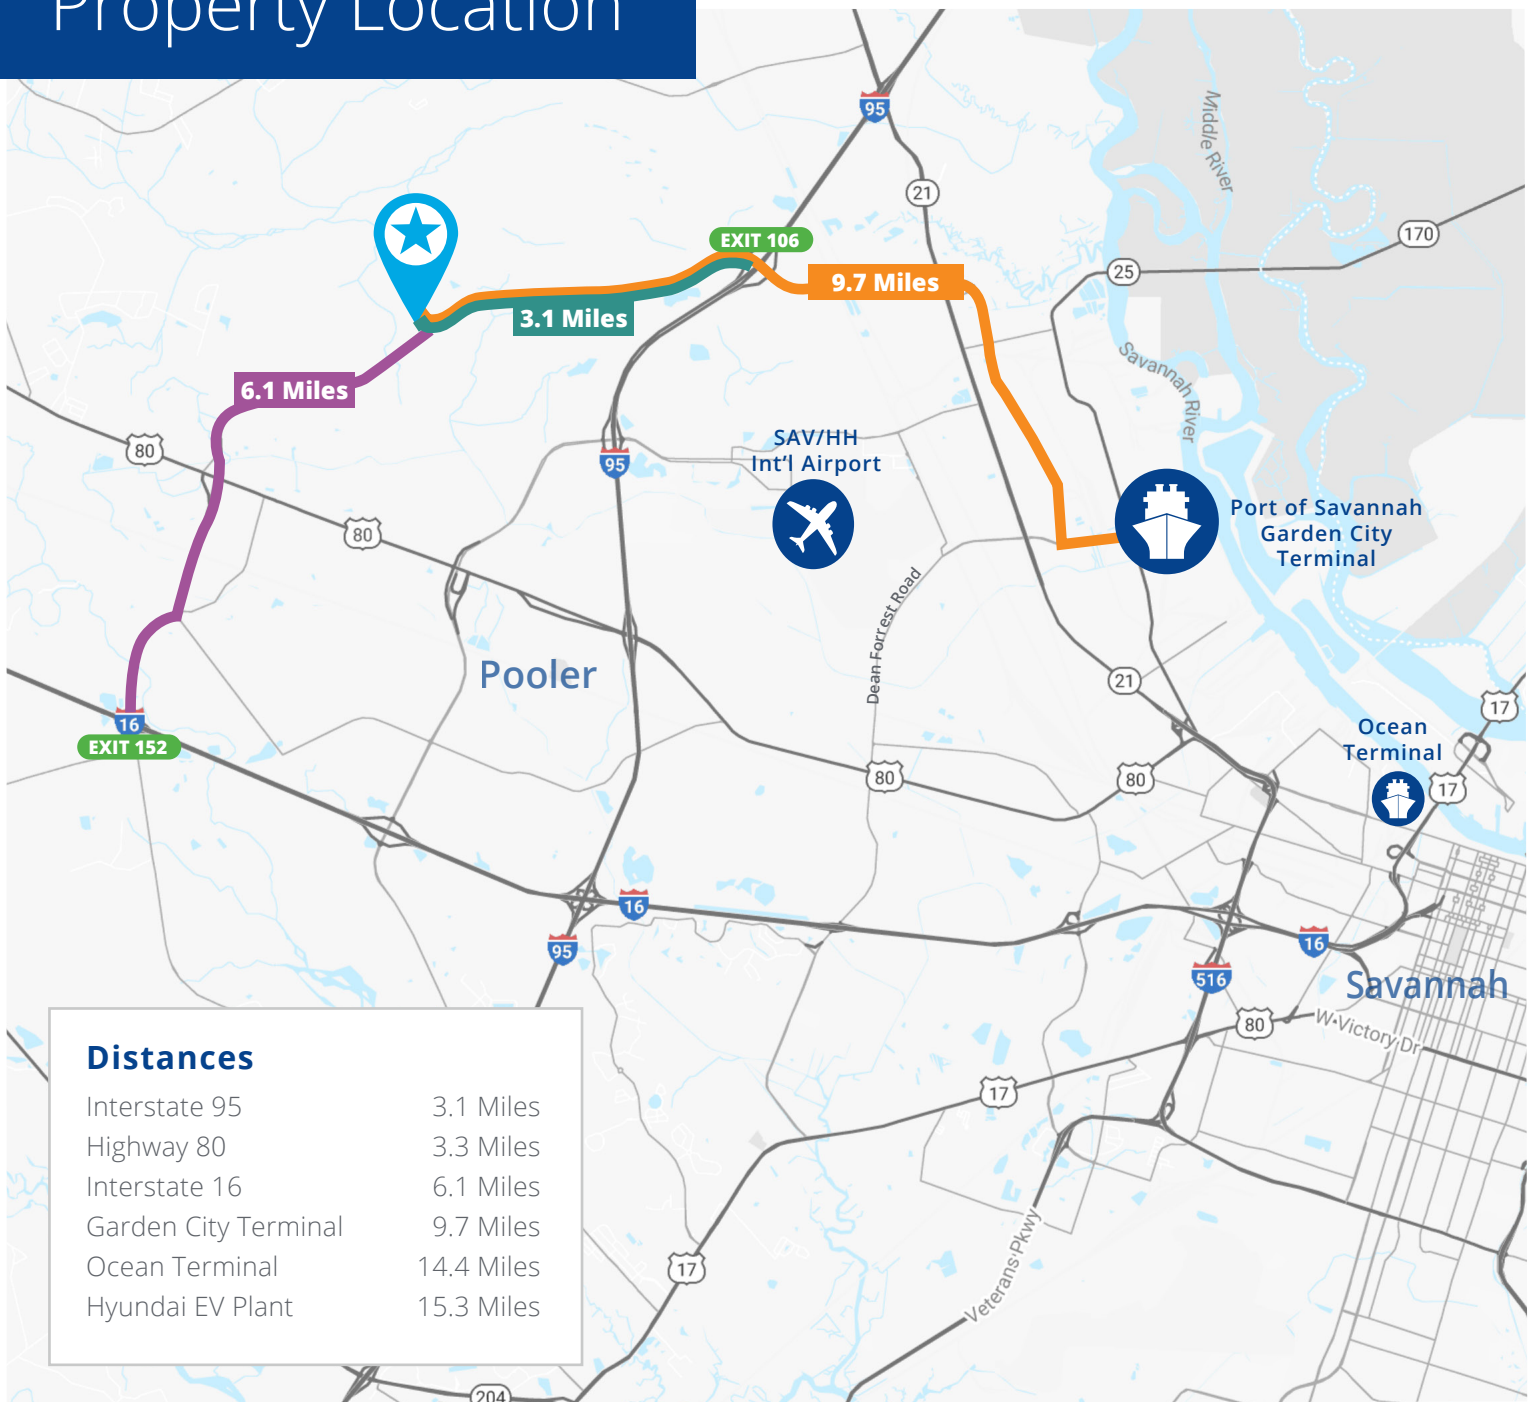 Property Location
95
21
Middle River
170
EXIT 106
25
9.7 Miles
3.1 Miles
Savannah River
6.1 Miles
80
95
SAV/HH
Int'l Airport
80
Port of Savannah
Garden City
Terminal
Dean Forrest Road
Pooler
21
17
16
EXIT 152
Ocean
Terminal
80
80
17
16
95
16
516
Savannah
80
W Victory Dr
17
Distances
Interstate 95 3.1 Miles
Highway 80 3.3 Miles
Interstate 16 6.1 Miles
Garden City Terminal 9.7 Miles
Ocean Terminal 14.4 Miles
Hyundai EV Plant 15.3 Miles
17
Veterans Pkwy
204